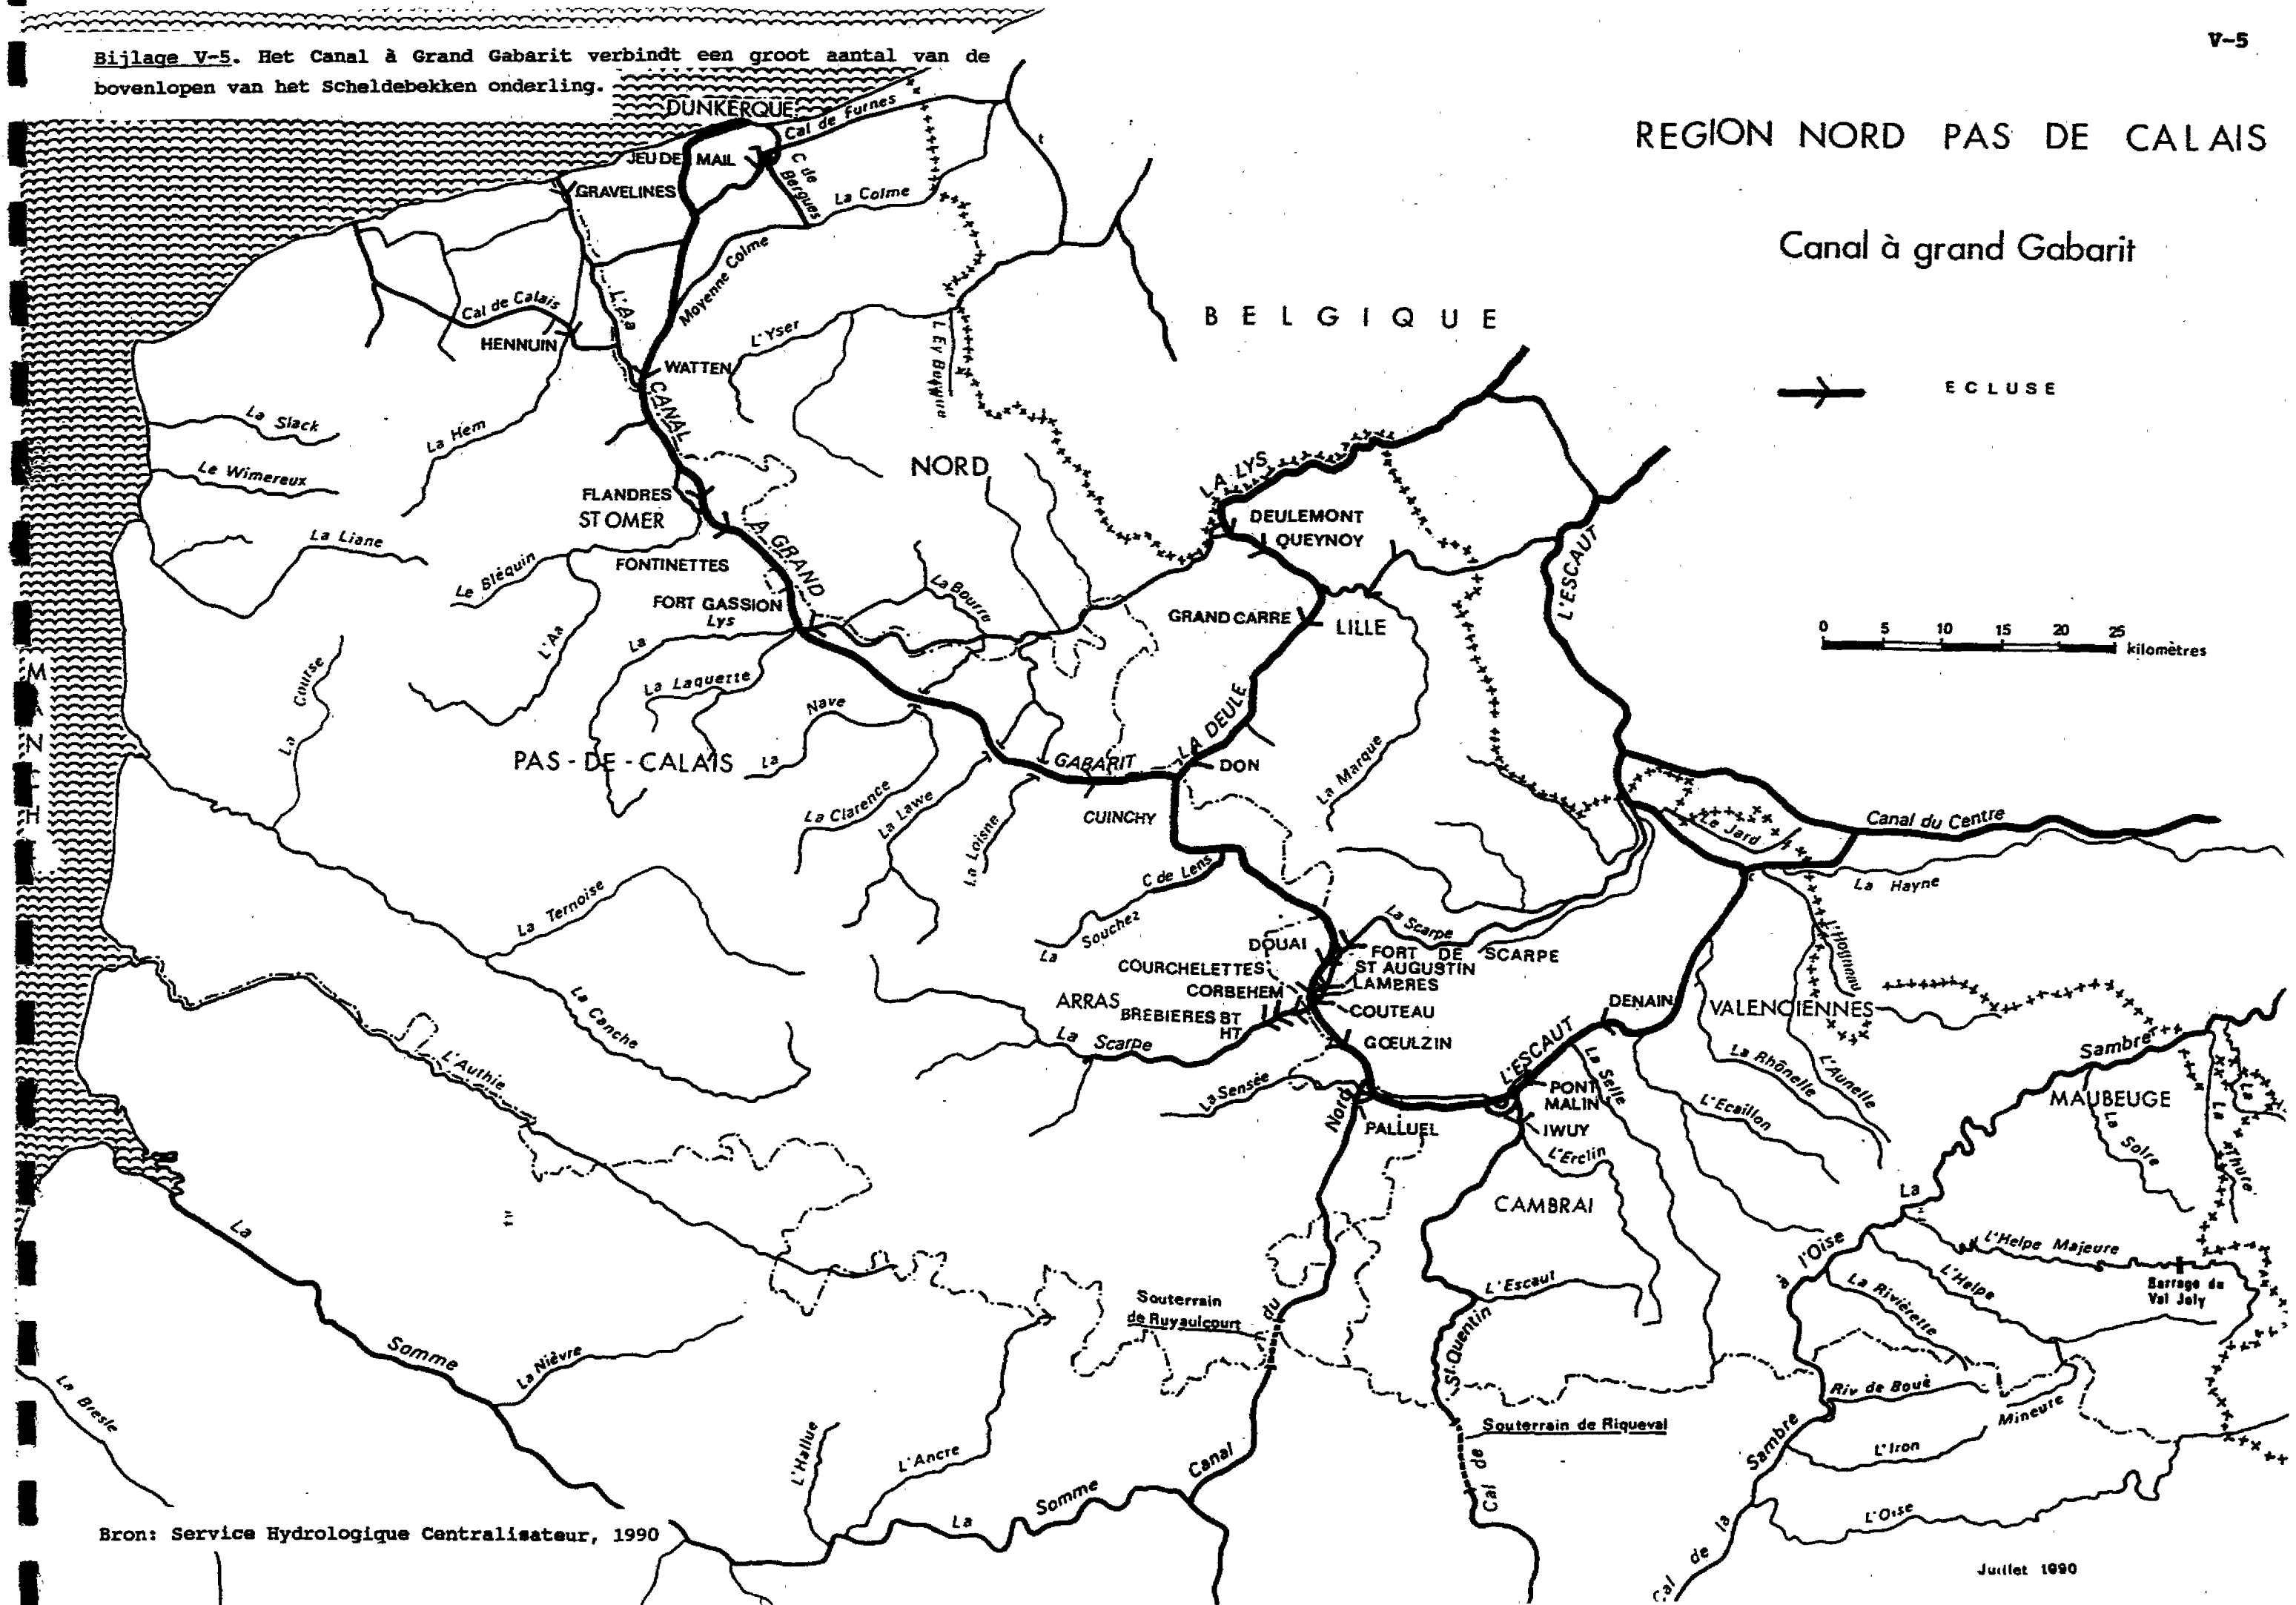 V-5
Bijlage V-5. Het Canal à Grand Gabarit verbindt een groot aantal van de
bovenlopen van het Scheldebekken onderling.
REGION NORD PAS DE CALAIS
Canal à grand Gabarit
BELGIQUE
ECLUSE
0 5 10 15 20 25
kilomètres
DUNKERQUE
Cal de Furnes
JEU DE MAIL
C de Bergues
GRAVELINES
La Colme
Moyenne Colme
L'Aa
Cal de Calais
HENNUIN
WATTEN
L'Yser
La Slack
La Hem
Le Wimereux
La Liane
NORD
CANAL
A GRAND
GABARIT
FLANDRES
ST OMER
FONTINETTES
Le Bléquin
FORT GASSION
La Lys
L'Aa
La Bourre
LA LYS
DEULEMONT
QUEYNOY
GRAND CARRE
LILLE
L'ESCAUT
La Laquette
La Nave
La Course
MANCHE
PAS-DE-CALAIS
LA DEULE
DON
CUINCHY
La Clarence
La Lawe
La Loisne
La Marque
Canal du Centre
Le Jard
La Hayne
L'Hogneau
C de Lens
La Souchez
La Ternoise
La Scarpe
DOUAI
FORT DE SCARPE
COURCHELETTES
ST AUGUSTIN
CORBEHEM
LAMBRES
ARRAS
BREBIERES BT
HT
COUTEAU
GŒULZIN
La Scarpe
La Canche
L'Authie
La Sensée
DENAIN
VALENCIENNES
L'ESCAUT
La Selle
PONT
MALIN
IWUY
PALLUEL
L'Erclin
L'Ecaillon
La Rhônelle
L'Aunelle
CAMBRAI
Sambre
MAUBEUGE
La Solre
La Thure
La
l'Oise
à
L'Helpe Majeure
L'Helpe
Mineure
Barrage du
Val Joly
La Rivièrette
Riv de Boué
L'Iron
L'Oise
Cal de la Sambre
L'Escaut
Cal de St Quentin
Souterrain de Riqueval
Souterrain
de Ruyaulcourt
Canal du Nord
La Somme
La Nièvre
La Bresle
L'Hallue
L'Ancre
La Somme
Bron: Service Hydrologique Centralisateur, 1990
Juillet 1990